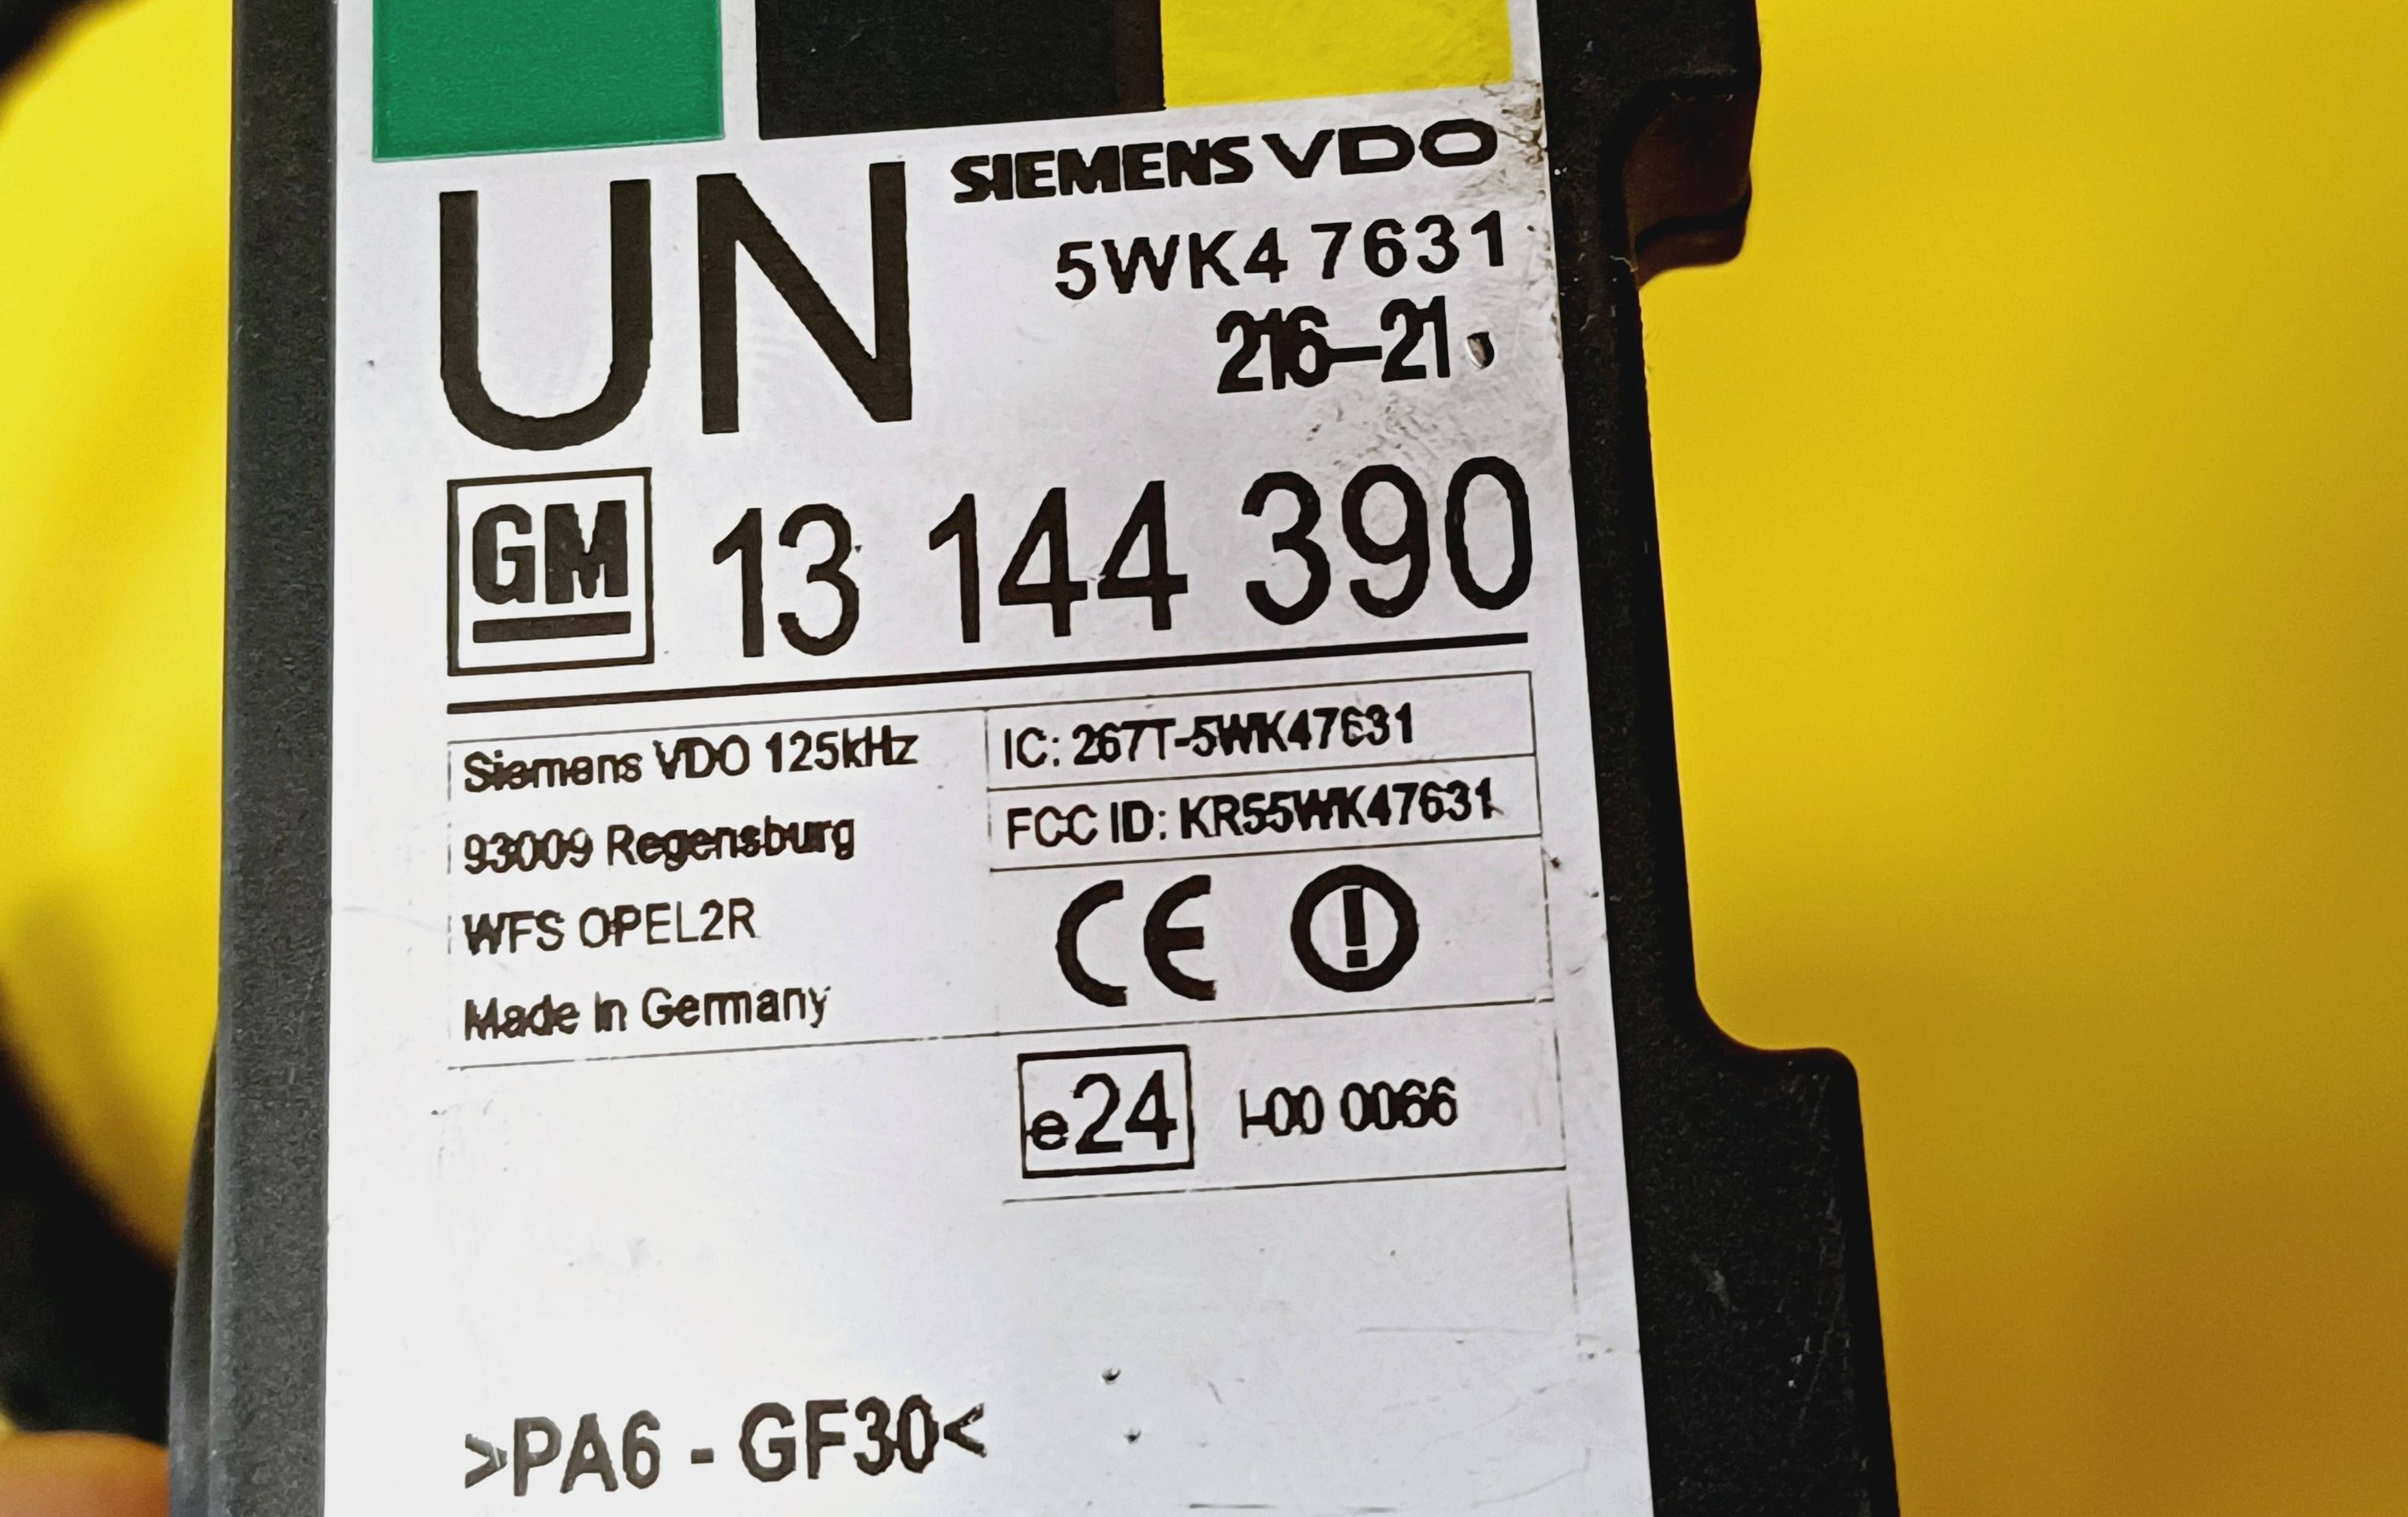 UN SIEMENS VDO
5WK4 7631
216-21
GM 13 144 390
Siemens VDO 125kHz
93009 Regensburg
WFS OPEL2R
Made in Germany
IC: 267T-5WK47631
FCC ID: KR55WK47631
CE
e24 I-00 0066
>PA6 - GF30<